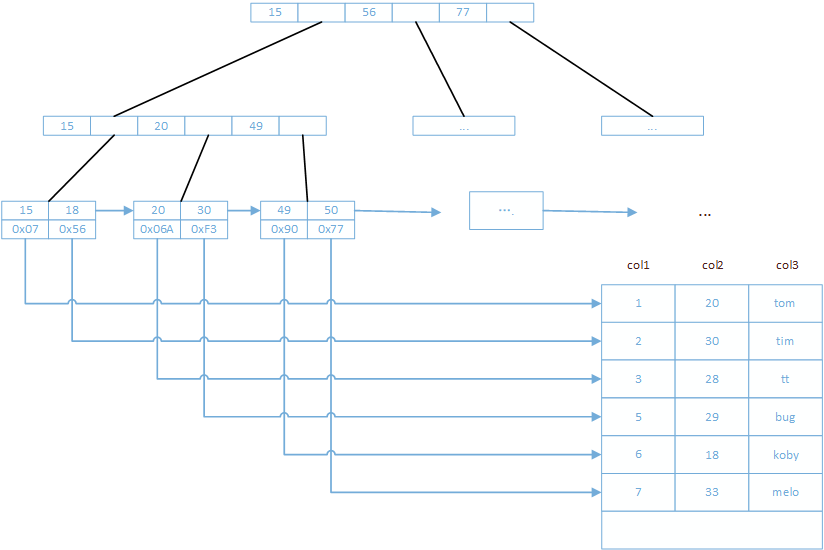 15 56 77
15 20 49
... ...
15 18 20 30 49 50
0x07 0x56 0x06A 0xF3 0x90 0x77
...
...
col1 col2 col3
1 20 tom
2 30 tim
3 28 tt
5 29 bug
6 18 koby
7 33 melo